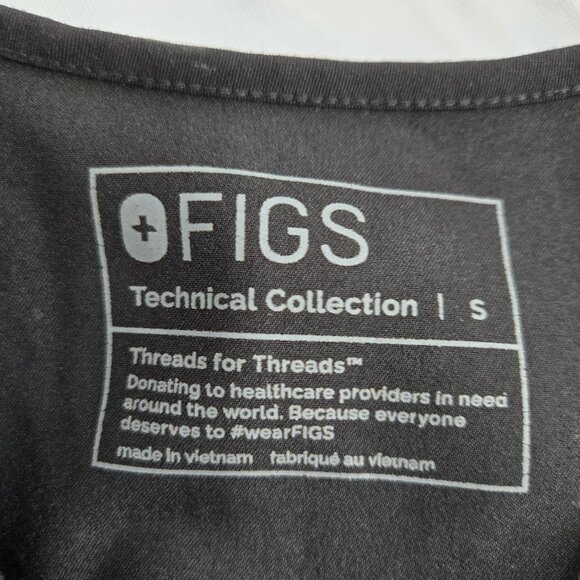 FIGS
Technical Collection | S
Threads for Threads™
Donating to healthcare providers in need
around the world. Because everyone
deserves to #wearFIGS
made in vietnam fabriqué au vietnam